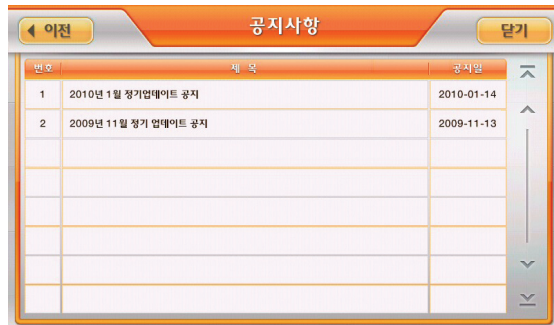 이전
공지사항
닫기
번호 제 목 공지일
1 2010년 1월 정기업데이트 공지 2010-01-14
2 2009년 11월 정기 업데이트 공지 2009-11-13